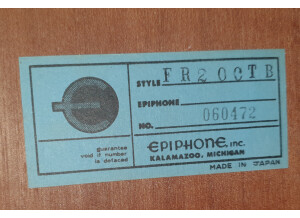 STYLE FR200TB
EPIPHONE
NO. 060472
guarantee
void if number
is defaced
EPIPHONE, inc.
KALAMAZOO, MICHIGAN
MADE IN JAPAN